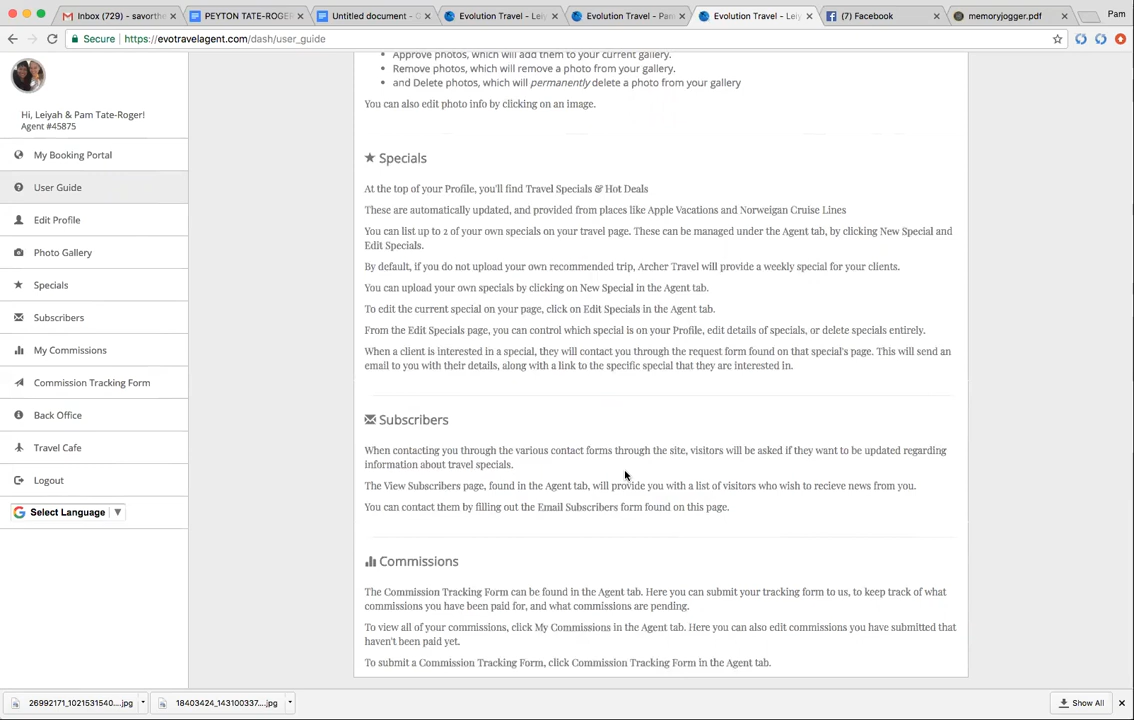 Inbox (729) - savorthe
PEYTON TATE-ROGER
Untitled document - G
Evolution Travel - Leiy
Evolution Travel - Pam
Evolution Travel - Leiy
(7) Facebook
memoryjogger.pdf
Pam
Secure
https://evotravelagent.com/dash/user_guide
Hi, Leiyah & Pam Tate-Roger!
Agent #45875
My Booking Portal
User Guide
Edit Profile
Photo Gallery
Specials
Subscribers
My Commissions
Commission Tracking Form
Back Office
Travel Cafe
Logout
G Select Language ▼
• Approve photos, which will add them to your current gallery.
• Remove photos, which will remove a photo from your gallery.
• and Delete photos, which will permanently delete a photo from your gallery
You can also edit photo info by clicking on an image.
★ Specials
At the top of your Profile, you'll find Travel Specials & Hot Deals
These are automatically updated, and provided from places like Apple Vacations and Norweigan Cruise Lines
You can list up to 2 of your own specials on your travel page. These can be managed under the Agent tab, by clicking New Special and
Edit Specials.
By default, if you do not upload your own recommended trip, Archer Travel will provide a weekly special for your clients.
You can upload your own specials by clicking on New Special in the Agent tab.
To edit the current special on your page, click on Edit Specials in the Agent tab.
From the Edit Specials page, you can control which special is on your Profile, edit details of specials, or delete specials entirely.
When a client is interested in a special, they will contact you through the request form found on that special's page. This will send an
email to you with their details, along with a link to the specific special that they are interested in.
Subscribers
When contacting you through the various contact forms through the site, visitors will be asked if they want to be updated regarding
information about travel specials.
The View Subscribers page, found in the Agent tab, will provide you with a list of visitors who wish to recieve news from you.
You can contact them by filling out the Email Subscribers form found on this page.
Commissions
The Commission Tracking Form can be found in the Agent tab. Here you can submit your tracking form to us, to keep track of what
commissions you have been paid for, and what commissions are pending.
To view all of your commissions, click My Commissions in the Agent tab. Here you can also edit commissions you have submitted that
haven't been paid yet.
To submit a Commission Tracking Form, click Commission Tracking Form in the Agent tab.
26992171_1021531540....jpg
18403424_143100337....jpg
Show All